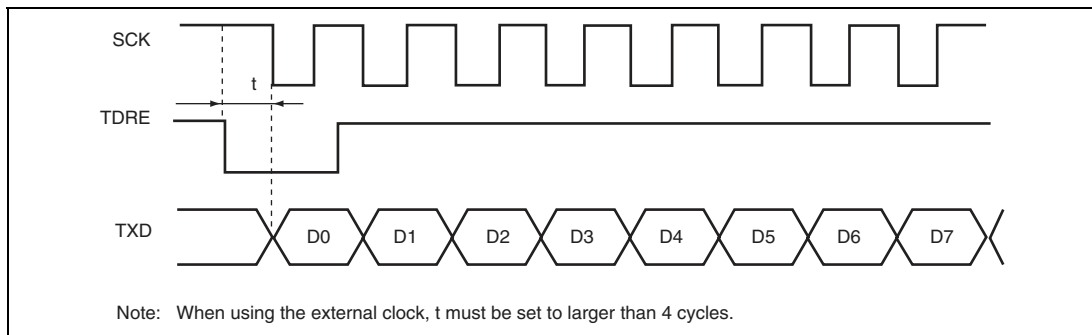 SCK
t
TDRE
TXD D0 D1 D2 D3 D4 D5 D6 D7
Note: When using the external clock, t must be set to larger than 4 cycles.